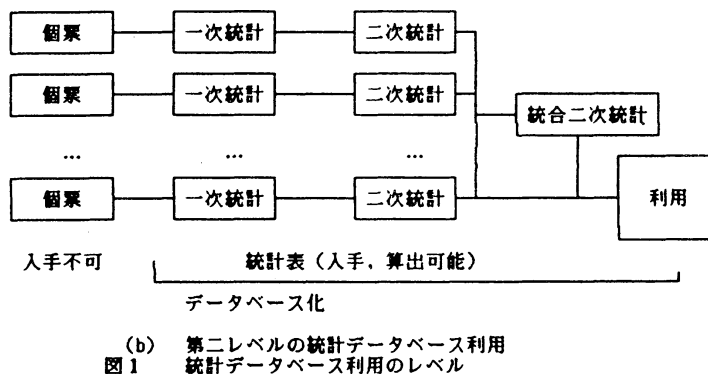 個票 一次統計 二次統計
個票 一次統計 二次統計
統合二次統計
… … …
個票 一次統計 二次統計 利用
入手不可 統計表（入手，算出可能）
データベース化
(b) 第二レベルの統計データベース利用
図1 統計データベース利用のレベル